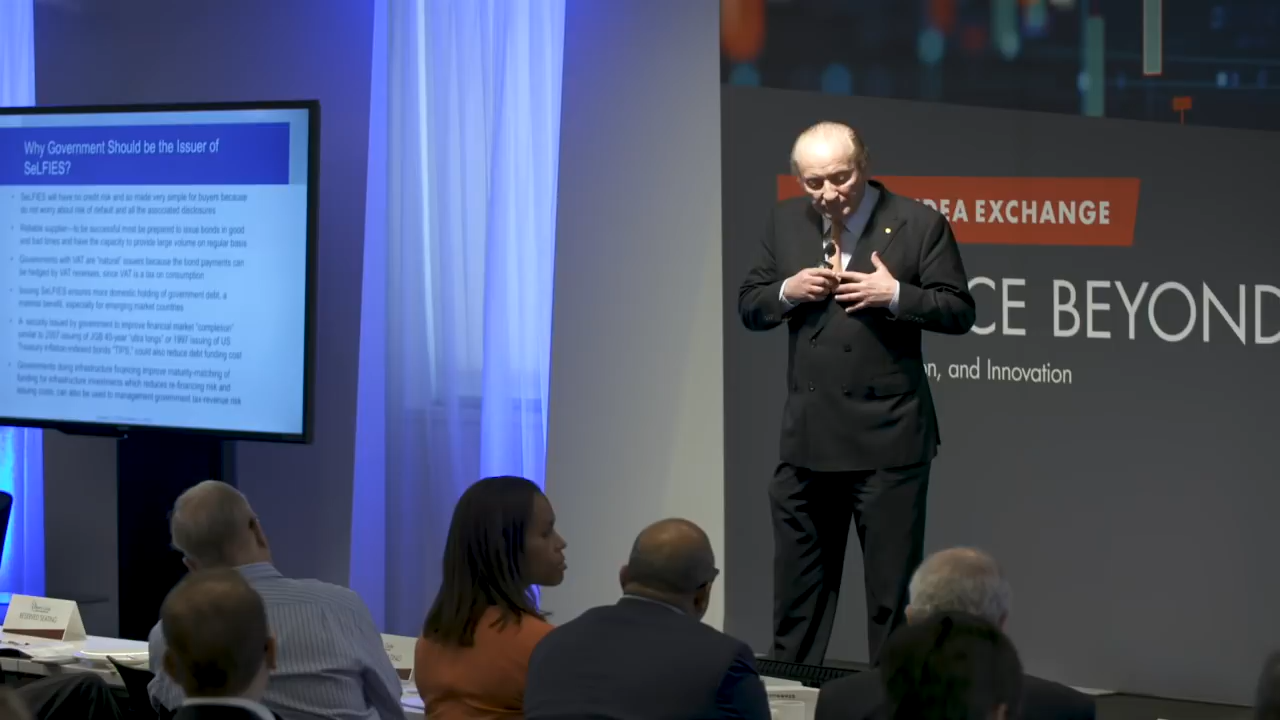 Why Government Should be the Issuer of
SeLFIES?
• SeLFIES will have no credit risk and so made very simple for buyers because
do not worry about risk of default and all the associated disclosures
• Reliable supplier--to be successful must be prepared to issue bonds in good
and bad times and have the capacity to provide large volume on regular basis
• Governments with VAT are "natural" issuers because the bond payments can
be hedged by VAT revenues, since VAT is a tax on consumption
• Issuing SeLFIES ensures more domestic holding of government debt, a
material benefit, especially for emerging market countries
• A security issued by government to improve financial market "completion"
similar to 2007 issuing of JGB 40-year "ultra longs" or 1997 issuing of US
Treasury inflation-indexed bonds "TIPS," could also reduce debt funding cost
• Governments doing infrastructure financing improve maturity-matching of
funding for infrastructure investments which reduces re-financing risk and
issuing costs; can also be used to management government tax-revenue risk
IDEA EXCHANGE
CE BEYOND
on, and Innovation
RESERVED SEATING